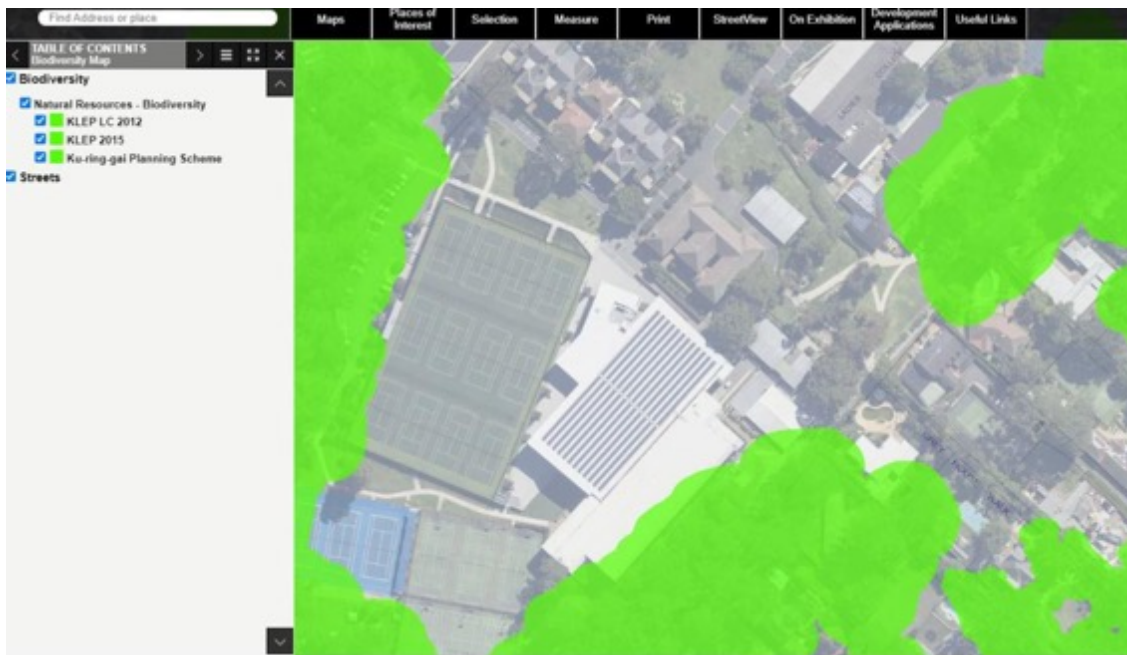 Find Address or place
Maps
Places of
Interest
Selection
Measure
Print
StreetView
On Exhibition
Development
Applications
Useful Links
TABLE OF CONTENTS
Biodiversity Map
Biodiversity
Natural Resources - Biodiversity
KLEP LC 2012
KLEP 2015
Ku-ring-gai Planning Scheme
Streets